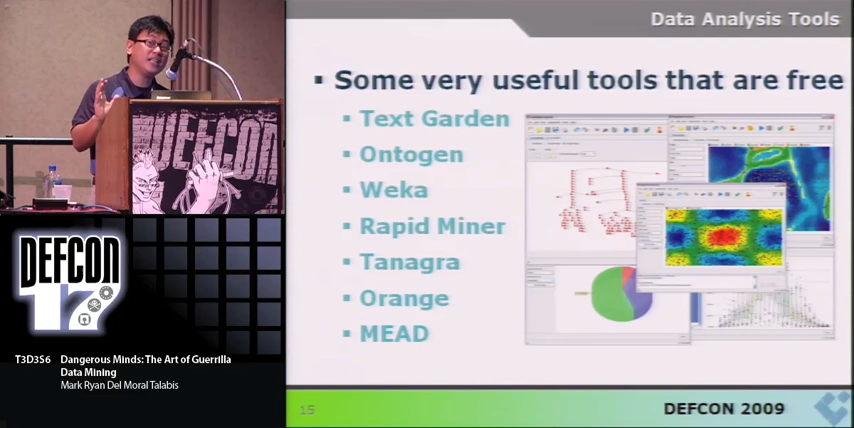 Data Analysis Tools
▪ Some very useful tools that are free
▪ Text Garden
▪ Ontogen
▪ Weka
▪ Rapid Miner
▪ Tanagra
▪ Orange
▪ MEAD
15
DEFCON 2009
DEFCON
DEFCON
17
T3D3S6 Dangerous Minds: The Art of Guerrilla
Data Mining
Mark Ryan Del Moral Talabis